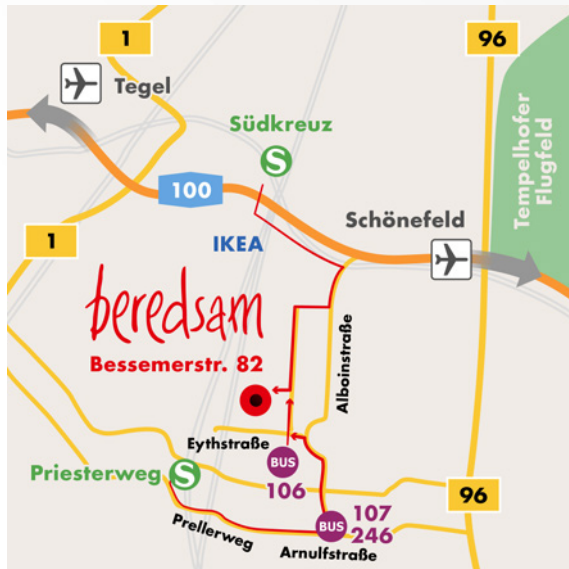 1
96
Tegel
Südkreuz
S
Tempelhofer
Flugfeld
100
Schönefeld
1
IKEA
beredsam
Bessemerstr. 82
Alboinstraße
Eythstraße
BUS
106
Priesterweg
S
96
Prellerweg
BUS
107
246
Arnulfstraße